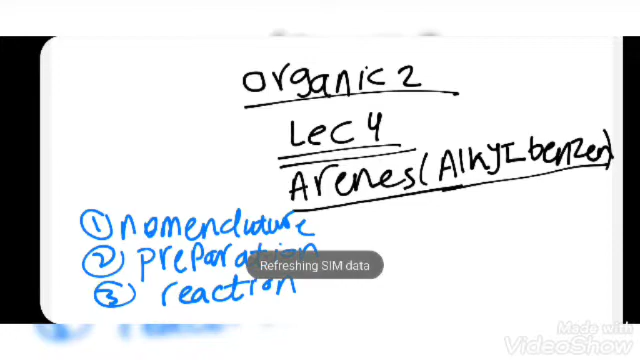 organic 2
Lec 4
Arenes (Alkyl benzen)
① nomenclature
② preparation
Refreshing SIM data
③ reaction
Made with
VideoShow